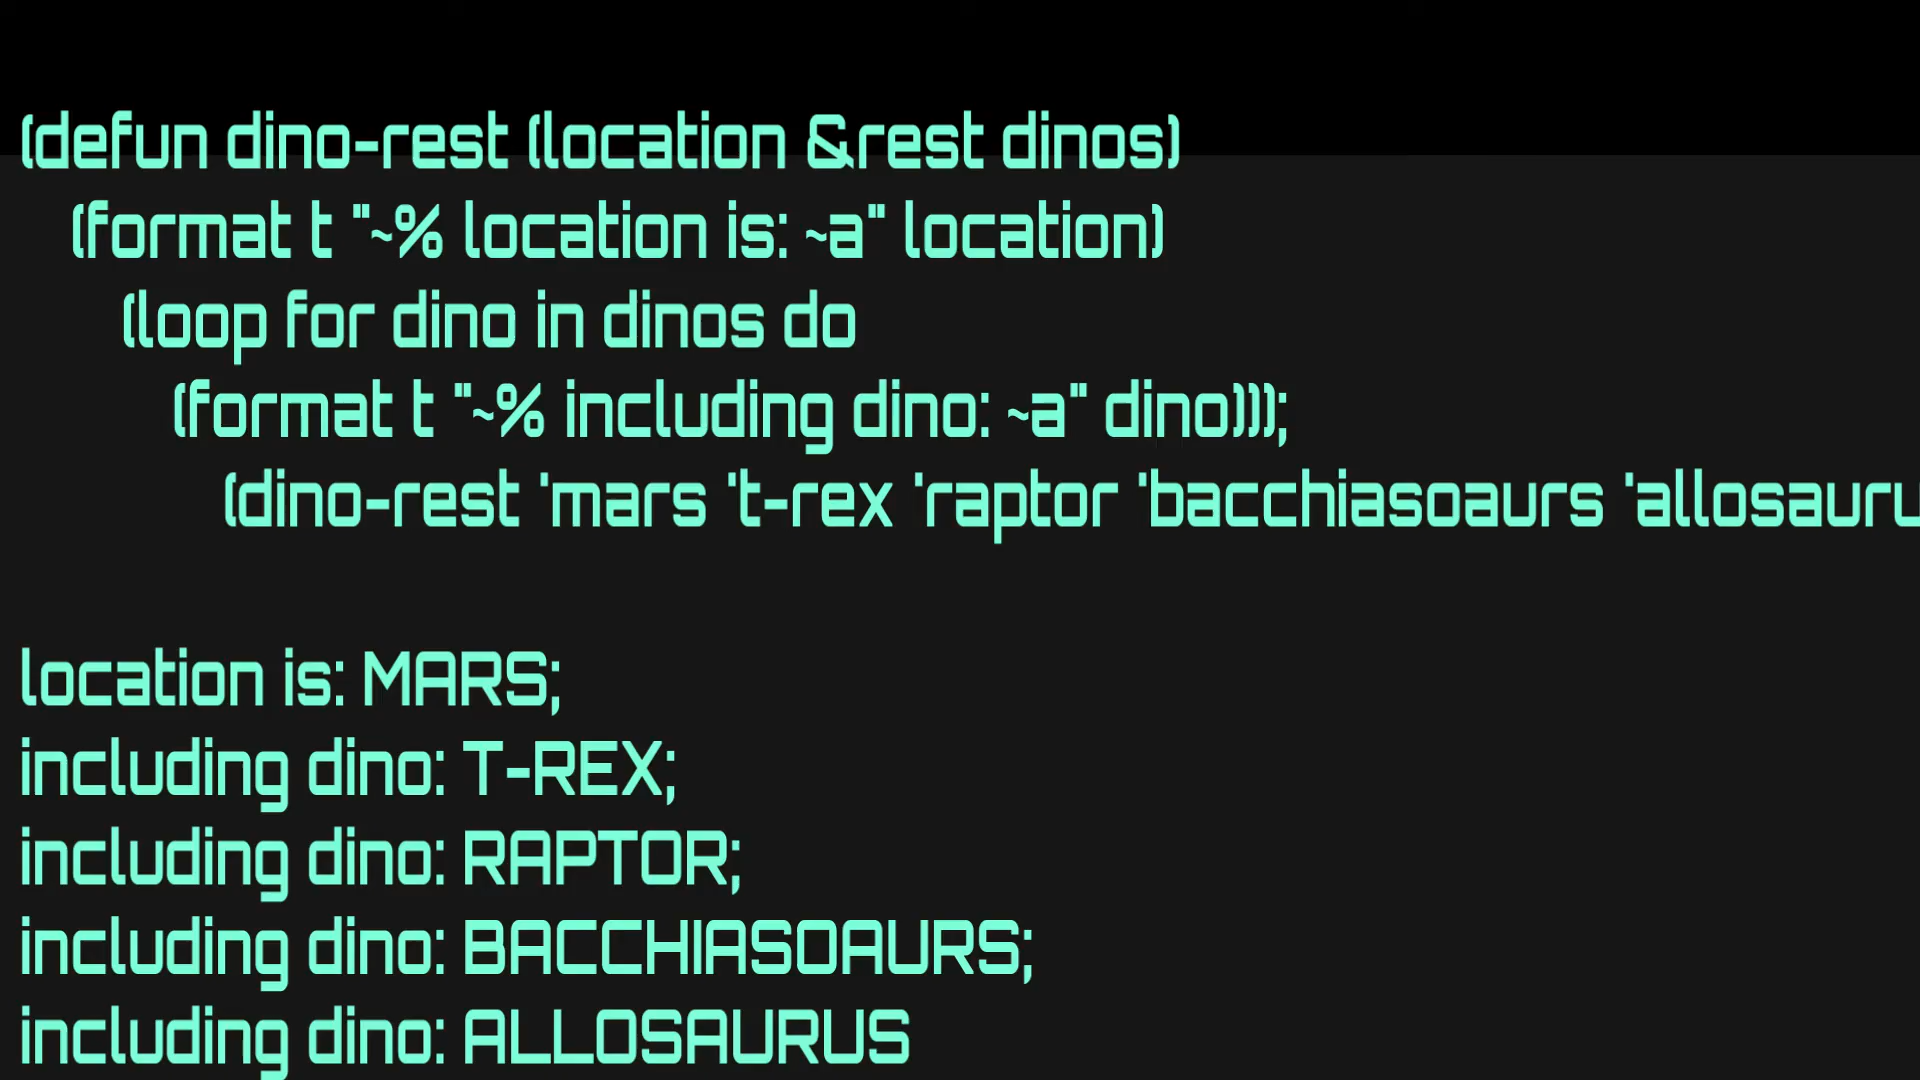 (defun dino-rest (location &rest dinos)
(format t "~% location is: ~a" location)
(loop for dino in dinos do
(format t "~% including dino: ~a" dino)));
(dino-rest 'mars 't-rex 'raptor 'bacchiasoaurs 'allosauru
location is: MARS;
including dino: T-REX;
including dino: RAPTOR;
including dino: BACCHIASOAURS;
including dino: ALLOSAURUS